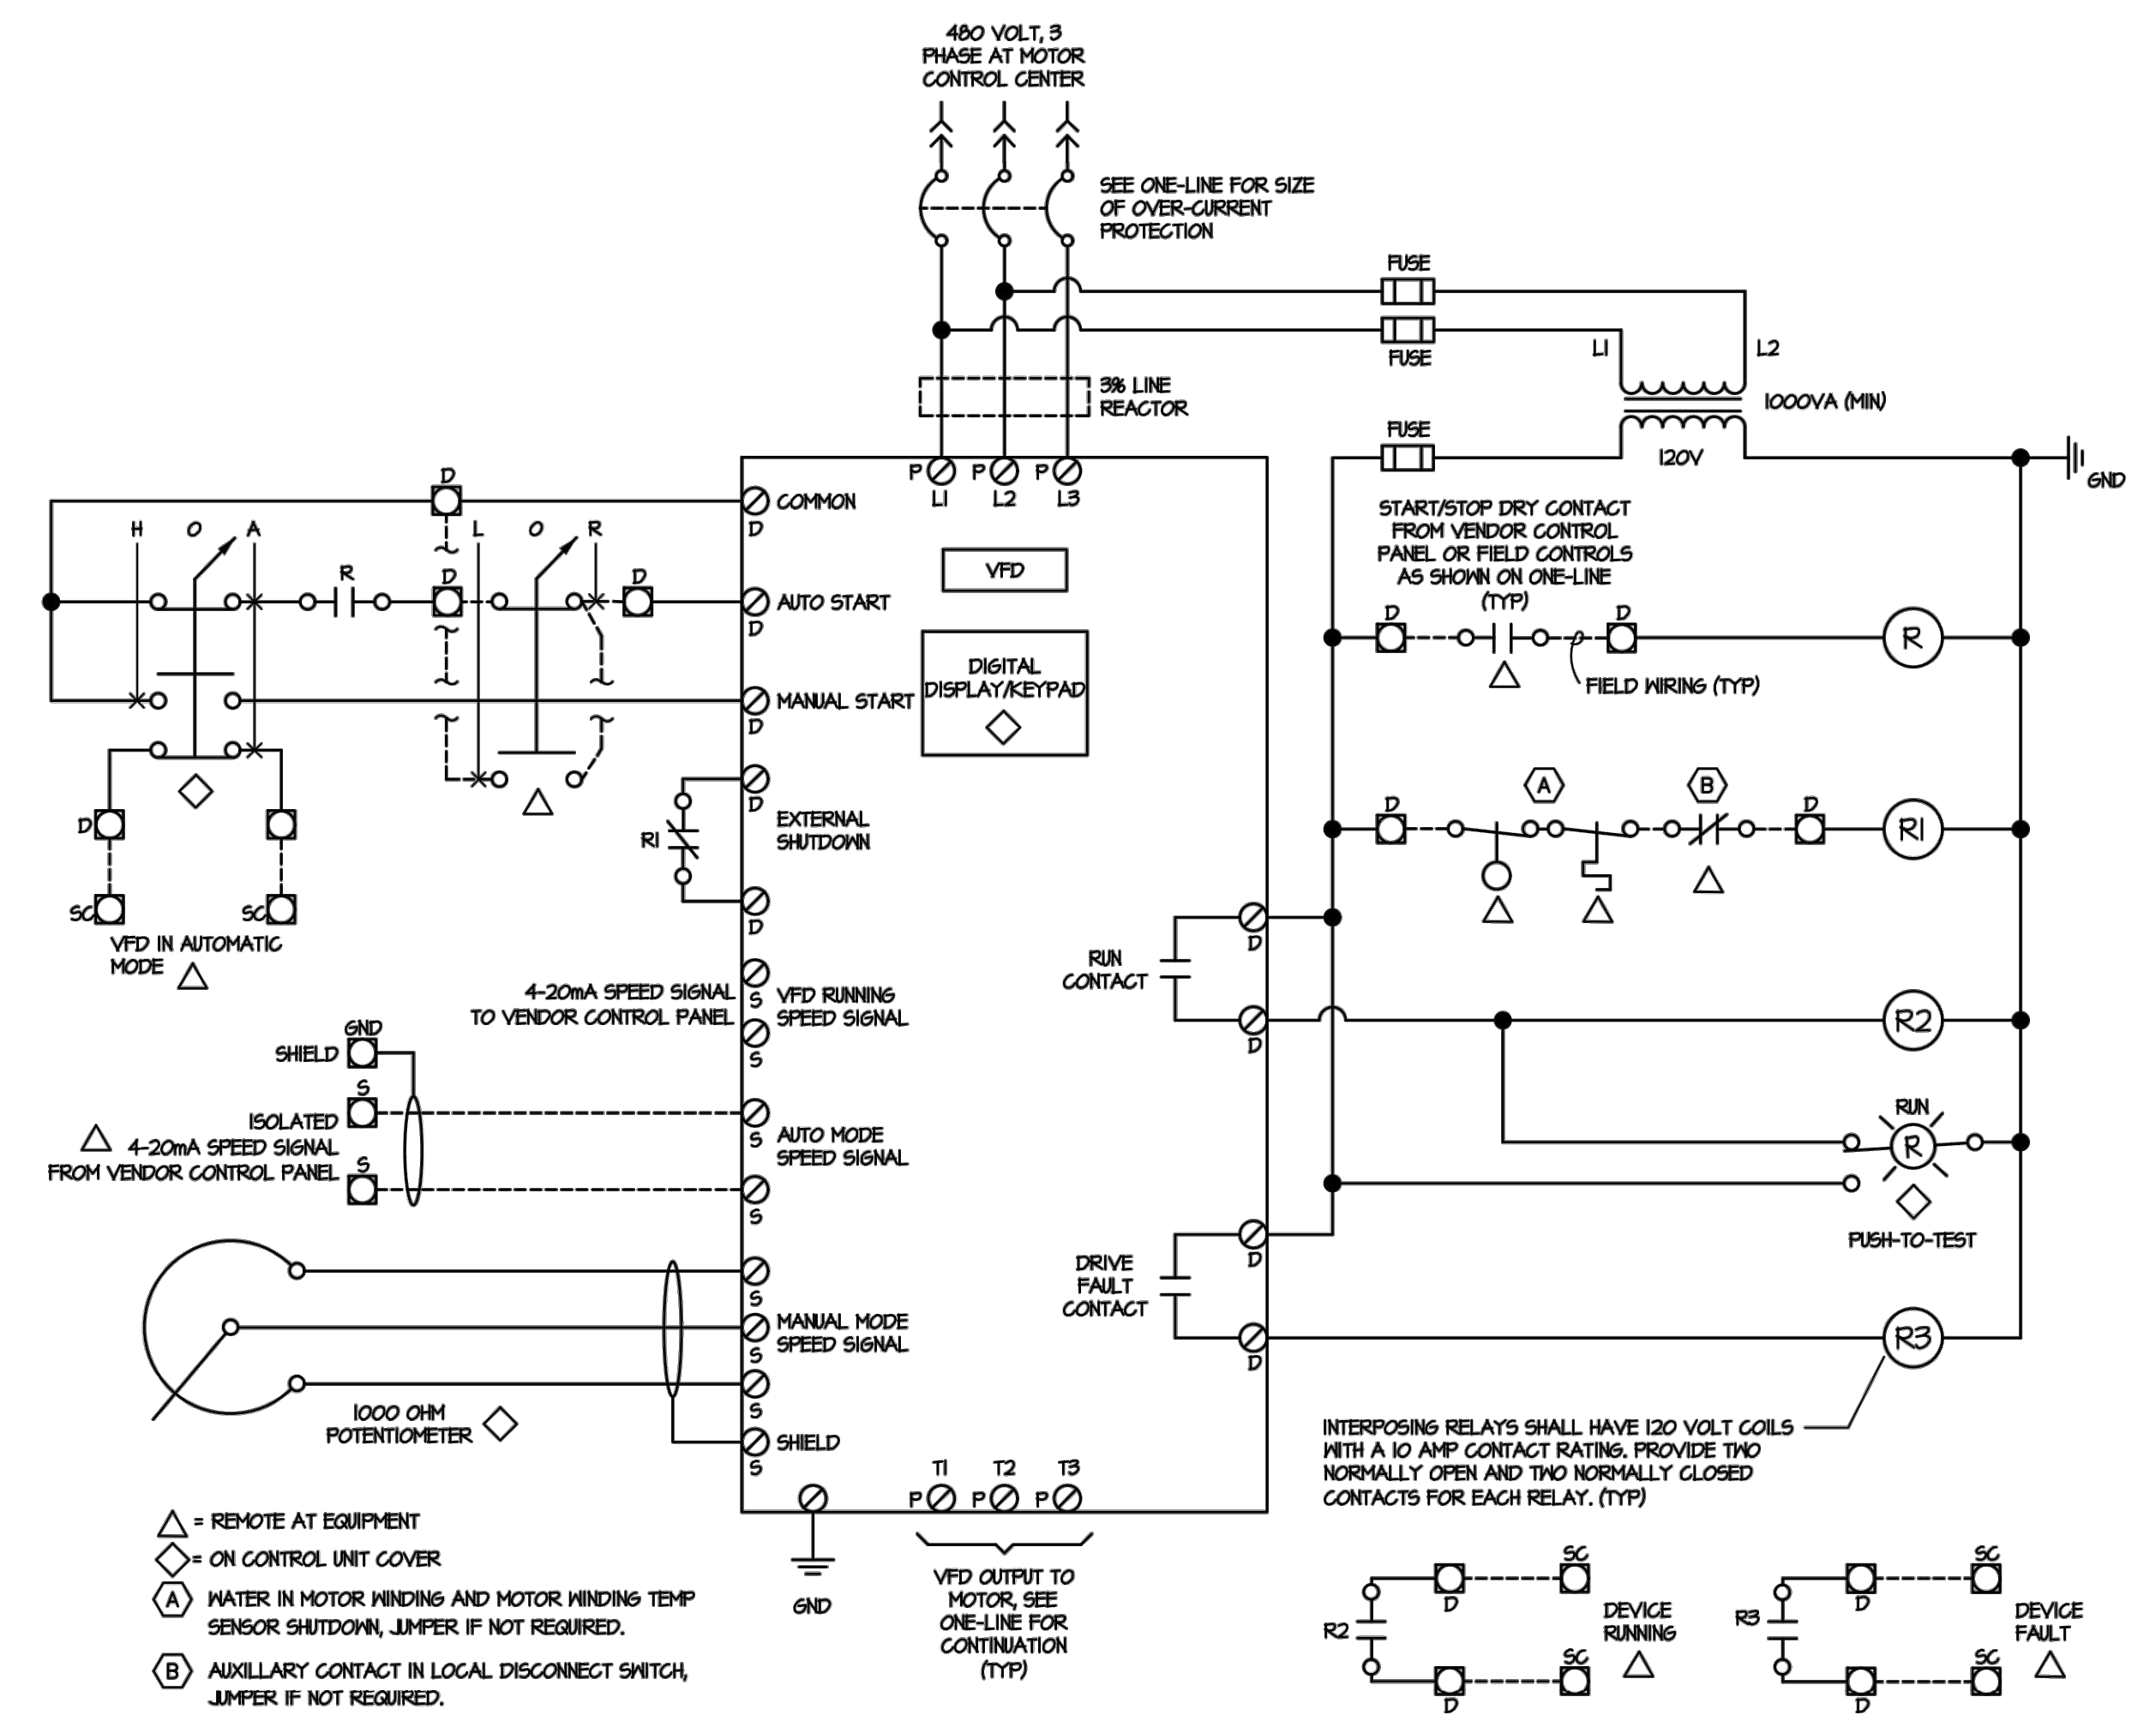 480 VOLT, 3
PHASE AT MOTOR
CONTROL CENTER
SEE ONE-LINE FOR SIZE
OF OVER-CURRENT
PROTECTION
FUSE
FUSE
L1
L2
3% LINE
REACTOR
1000VA (MIN)
FUSE
120V
GND
P
P
P
L1
L2
L3
D
COMMON
D
H
O
A
L
O
R
R
D
D
AUTO START
D
VFD
START/STOP DRY CONTACT
FROM VENDOR CONTROL
PANEL OR FIELD CONTROLS
AS SHOWN ON ONE-LINE
(TYP)
D
D
R
FIELD WIRING (TYP)
DIGITAL
DISPLAY/KEYPAD
MANUAL START
D
D
EXTERNAL
SHUTDOWN
R1
D
A
B
D
D
R1
D
SC
SC
VFD IN AUTOMATIC
MODE
RUN
CONTACT
D
D
R2
4-20mA SPEED SIGNAL
TO VENDOR CONTROL PANEL
S
VFD RUNNING
SPEED SIGNAL
S
GND
SHIELD
S
ISOLATED
4-20mA SPEED SIGNAL
FROM VENDOR CONTROL PANEL
S
S
AUTO MODE
SPEED SIGNAL
S
RUN
R
PUSH-TO-TEST
DRIVE
FAULT
CONTACT
D
D
R3
S
MANUAL MODE
SPEED SIGNAL
S
S
SHIELD
S
1000 OHM
POTENTIOMETER
T1
T2
T3
P
P
P
INTERPOSING RELAYS SHALL HAVE 120 VOLT COILS
WITH A 10 AMP CONTACT RATING. PROVIDE TWO
NORMALLY OPEN AND TWO NORMALLY CLOSED
CONTACTS FOR EACH RELAY. (TYP)
GND
VFD OUTPUT TO
MOTOR, SEE
ONE-LINE FOR
CONTINUATION
(TYP)
= REMOTE AT EQUIPMENT
= ON CONTROL UNIT COVER
A WATER IN MOTOR WINDING AND MOTOR WINDING TEMP
SENSOR SHUTDOWN, JUMPER IF NOT REQUIRED.
B AUXILLARY CONTACT IN LOCAL DISCONNECT SWITCH,
JUMPER IF NOT REQUIRED.
SC
D
R2
DEVICE
RUNNING
SC
D
SC
D
R3
DEVICE
FAULT
SC
D